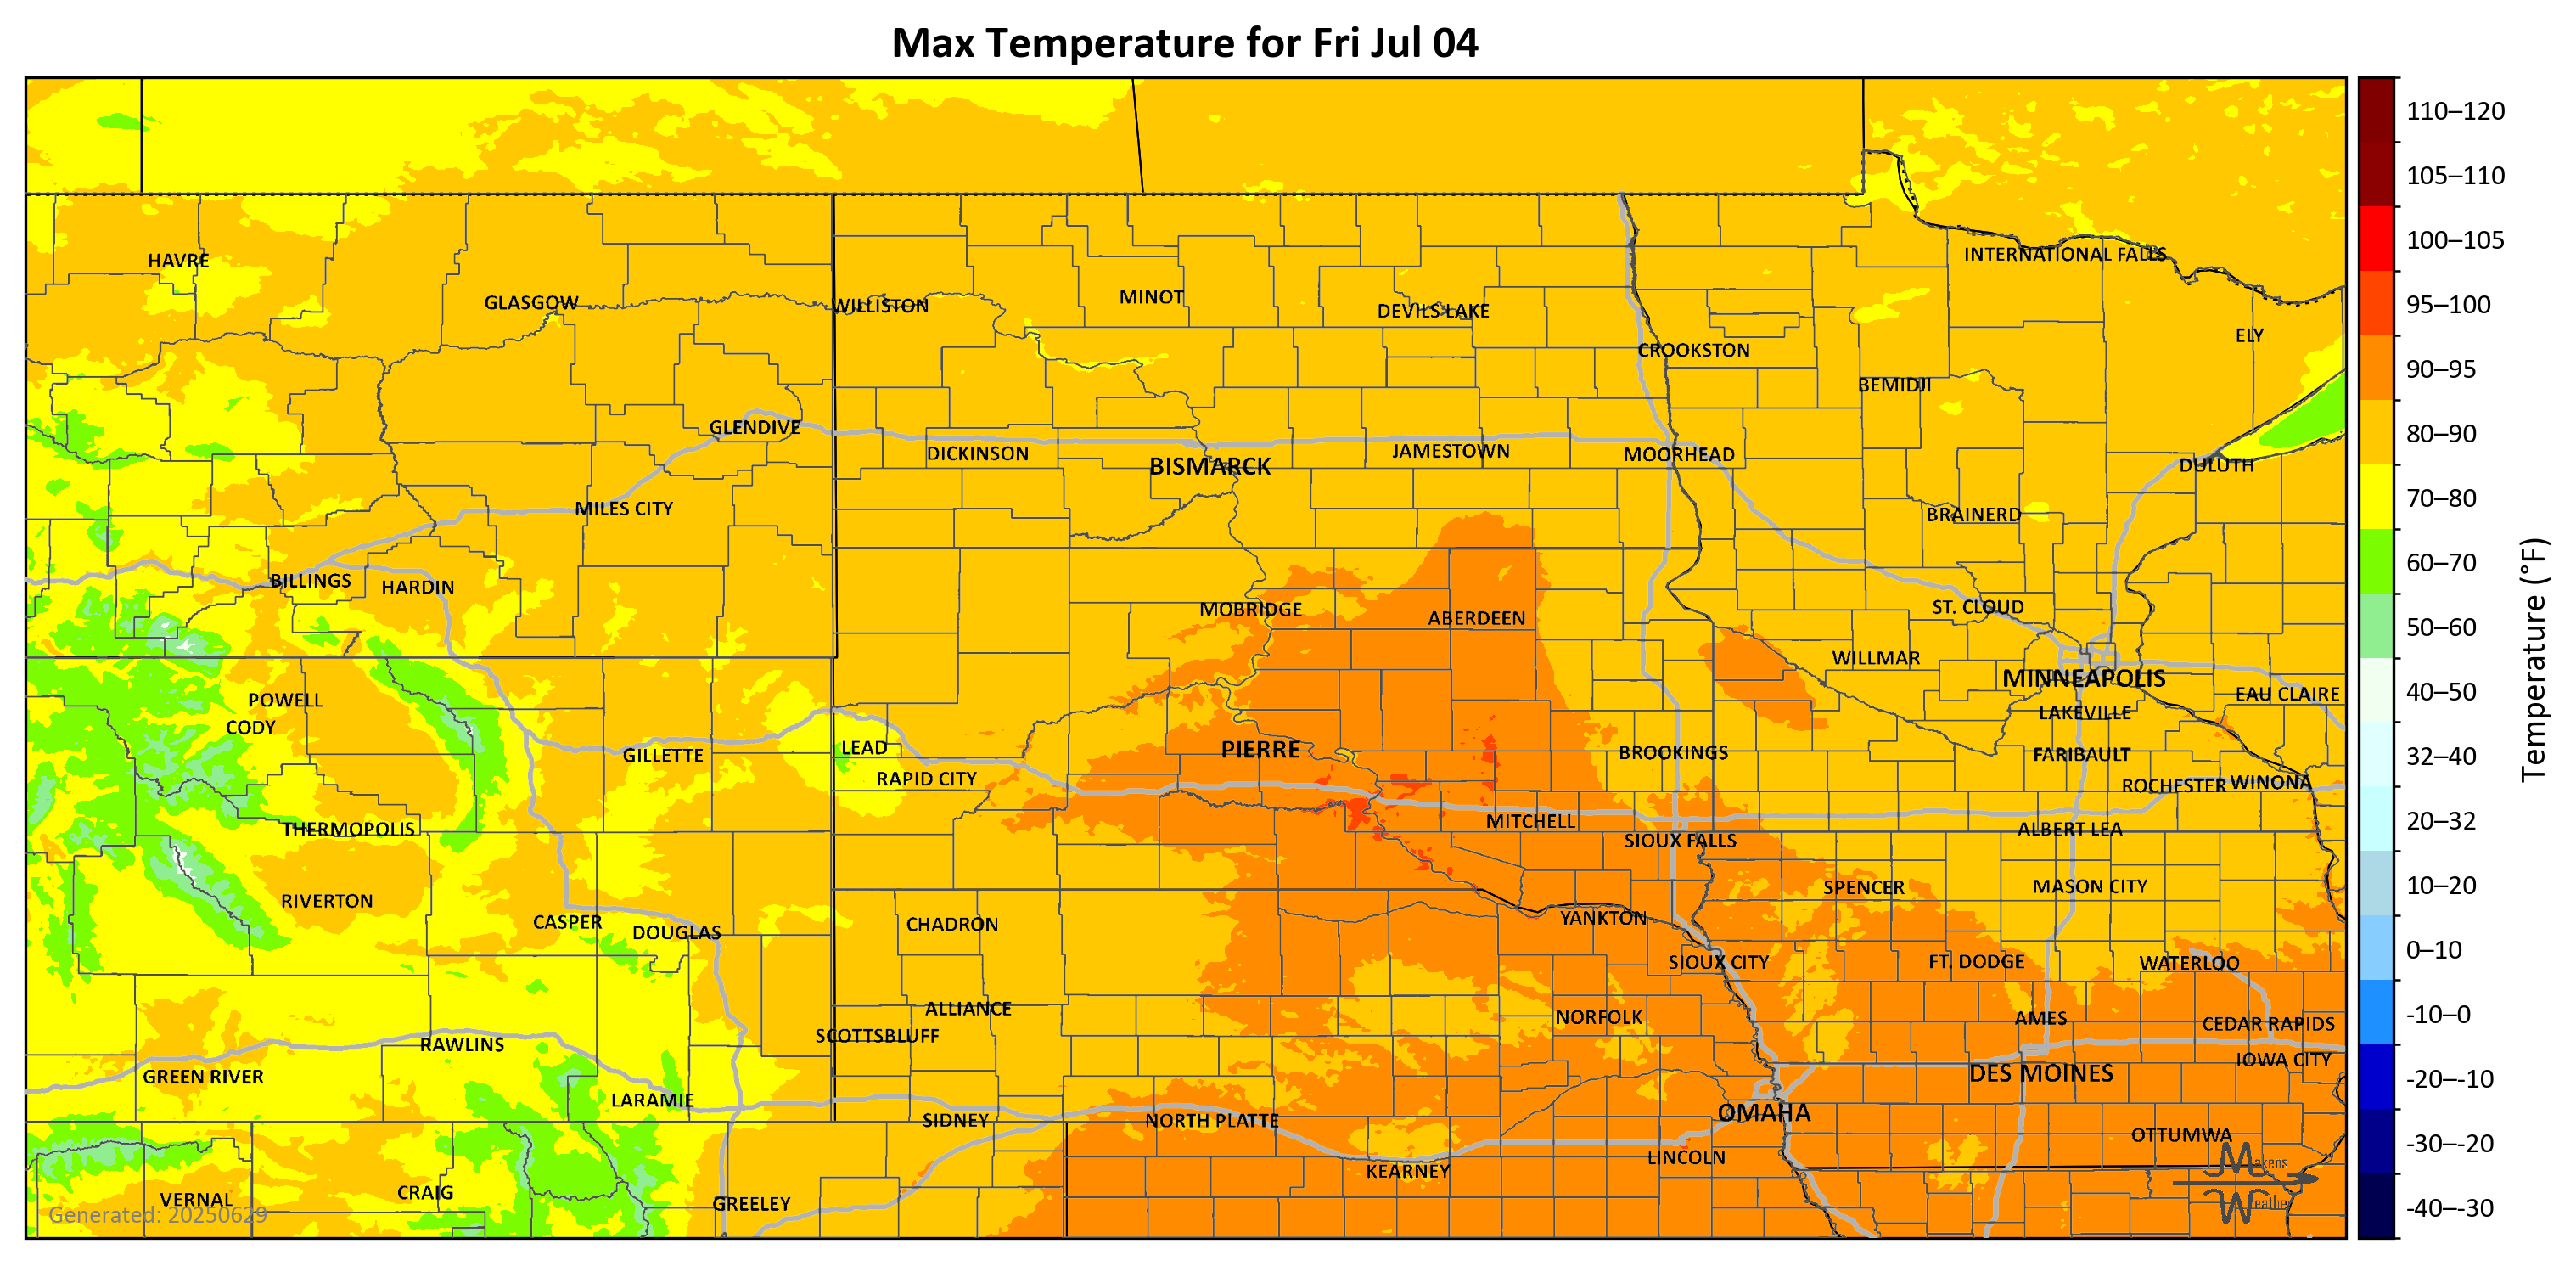 Max Temperature for Fri Jul 04
HAVRE
GLASGOW
WILLISTON
MINOT
DEVILS LAKE
INTERNATIONAL FALLS
ELY
CROOKSTON
BEMIDJI
GLENDIVE
DICKINSON
BISMARCK
JAMESTOWN
MOORHEAD
DULUTH
MILES CITY
BRAINERD
BILLINGS
HARDIN
MOBRIDGE
ABERDEEN
ST. CLOUD
WILLMAR
MINNEAPOLIS
EAU CLAIRE
POWELL
CODY
LAKEVILLE
GILLETTE
LEAD
PIERRE
BROOKINGS
FARIBAULT
RAPID CITY
ROCHESTER
WINONA
THERMOPOLIS
MITCHELL
SIOUX FALLS
ALBERT LEA
RIVERTON
SPENCER
MASON CITY
CASPER
DOUGLAS
CHADRON
YANKTON
SIOUX CITY
FT. DODGE
WATERLOO
ALLIANCE
NORFOLK
AMES
CEDAR RAPIDS
SCOTTSBLUFF
RAWLINS
IOWA CITY
GREEN RIVER
DES MOINES
LARAMIE
SIDNEY
NORTH PLATTE
OMAHA
OTTUMWA
LINCOLN
KEARNEY
VERNAL
CRAIG
GREELEY
Generated: 20250629
Makens
Weather
110–120
105–110
100–105
95–100
90–95
80–90
70–80
60–70
50–60
40–50
32–40
20–32
10–20
0–10
-10–0
-20–-10
-30–-20
-40–-30
Temperature (°F)